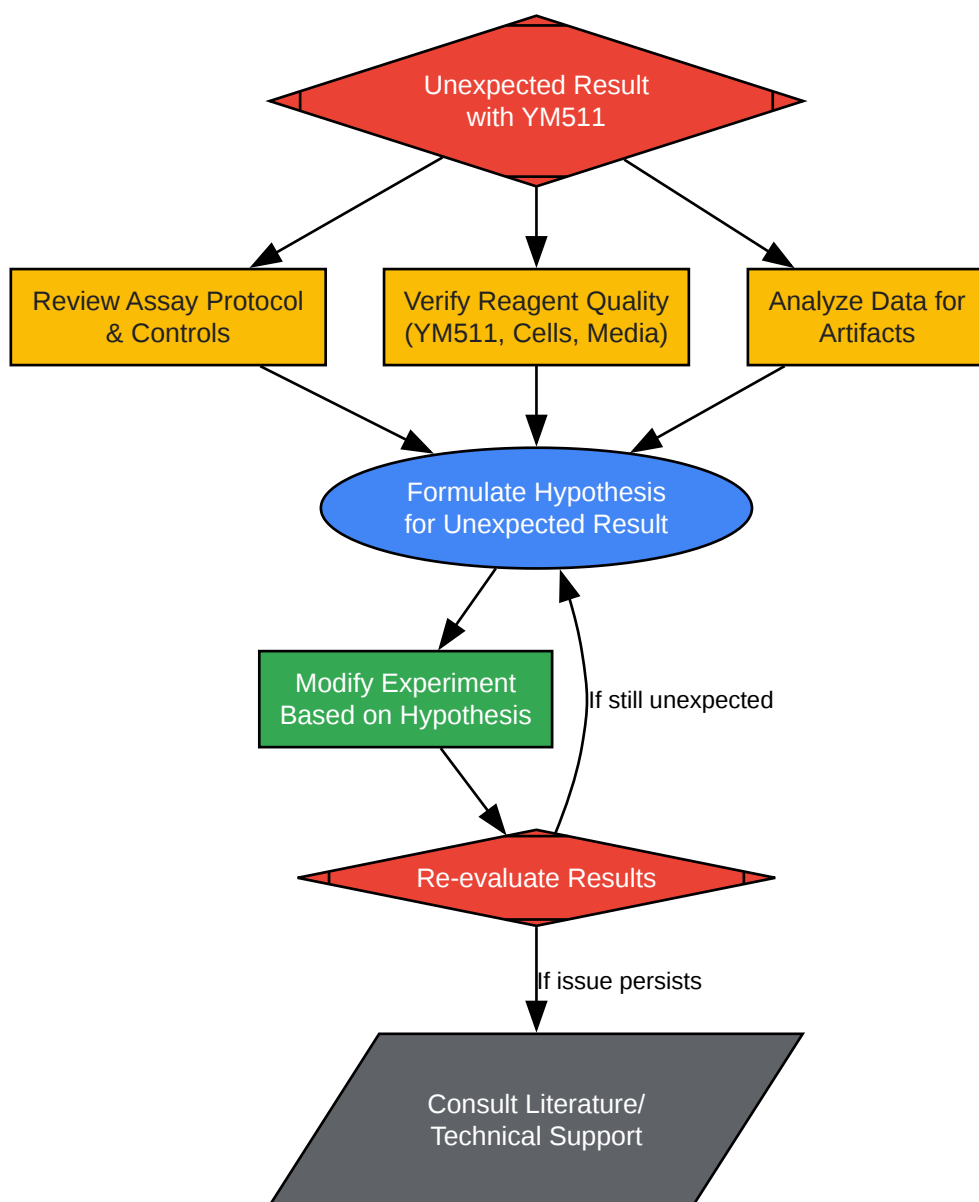 Unexpected Result
with YM511
Review Assay Protocol
& Controls
Verify Reagent Quality
(YM511, Cells, Media)
Analyze Data for
Artifacts
Formulate Hypothesis
for Unexpected Result
Modify Experiment
Based on Hypothesis
If still unexpected
Re-evaluate Results
If issue persists
Consult Literature/
Technical Support